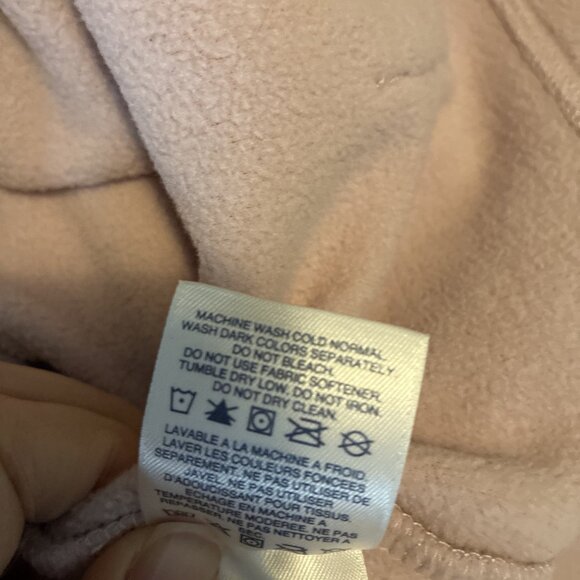 MACHINE WASH COLD NORMAL.
WASH DARK COLORS SEPARATELY
DO NOT BLEACH.
DO NOT USE FABRIC SOFTENER.
TUMBLE DRY LOW. DO NOT IRON.
DO NOT DRY CLEAN.
LAVABLE A LA MACHINE A FROID.
LAVER LES COULEURS FONCEES
SEPAREMENT. NE PAS UTILISER
JAVEL. NE PAS UTILISER
D'ADOUCISSANT POUR TISSUS.
ECHAGE EN MACHINE A
TEMPERATURE MODEREE. NE PAS
REPASSER. NE PAS NETTOYER A
SEC.